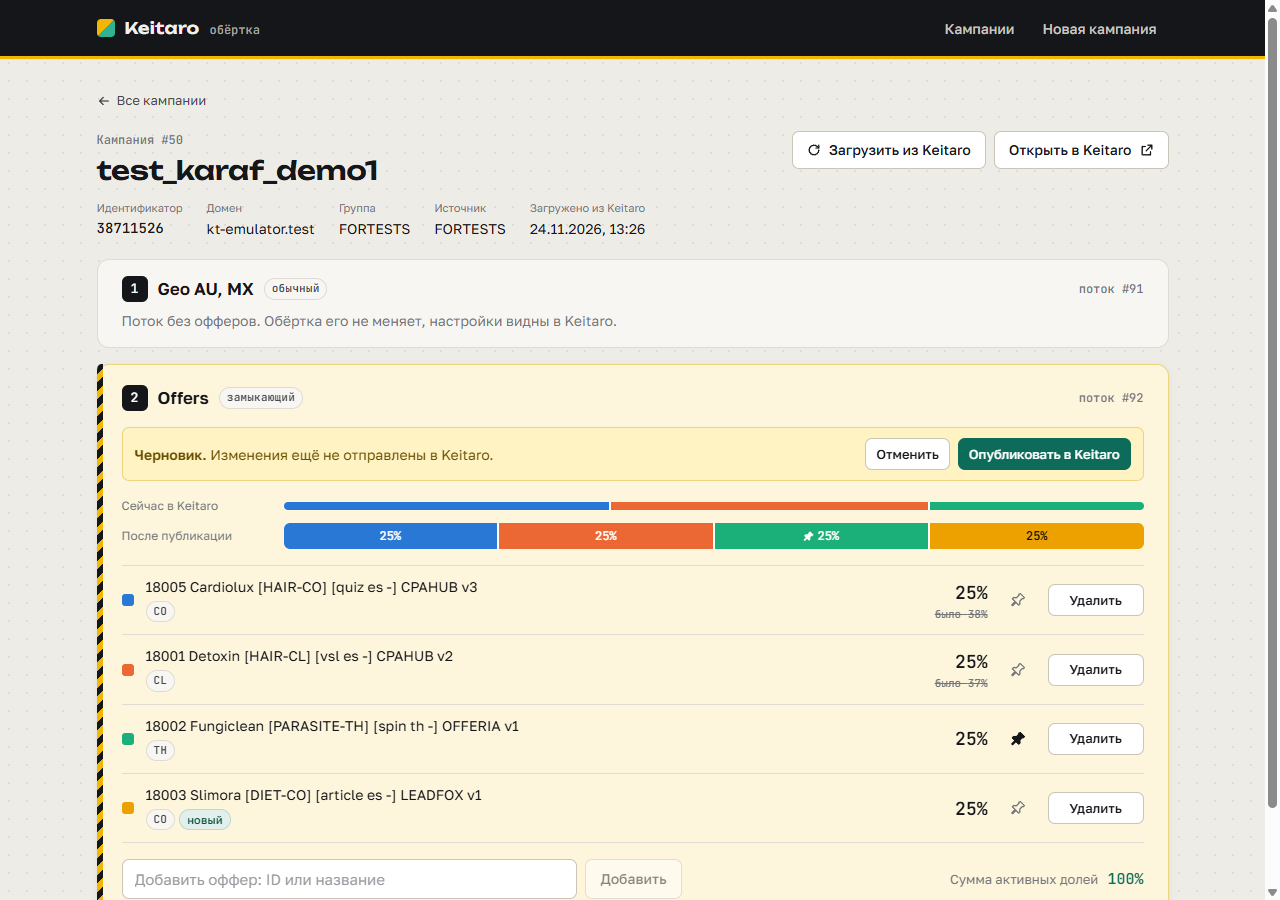 Keitaro обёртка
Кампании
Новая кампания
← Все кампании
Кампания #50
test_karaf_demo1
Загрузить из Keitaro
Открыть в Keitaro
Идентификатор
38711526
Домен
kt-emulator.test
Группа
FORTESTS
Источник
FORTESTS
Загружено из Keitaro
24.11.2026, 13:26
1 Geo AU, MX обычный
поток #91
Поток без офферов. Обёртка его не меняет, настройки видны в Keitaro.
2 Offers замыкающий
поток #92
Черновик. Изменения ещё не отправлены в Keitaro.
Отменить
Опубликовать в Keitaro
Сейчас в Keitaro
После публикации
25%
25%
25%
25%
18005 Cardiolux [HAIR-CO] [quiz es -] CPAHUB v3
CO
25%
было 38%
Удалить
18001 Detoxin [HAIR-CL] [vsl es -] CPAHUB v2
CL
25%
было 37%
Удалить
18002 Fungiclean [PARASITE-TH] [spin th -] OFFERIA v1
TH
25%
Удалить
18003 Slimora [DIET-CO] [article es -] LEADFOX v1
CO новый
25%
Удалить
Добавить оффер: ID или название
Добавить
Сумма активных долей 100%